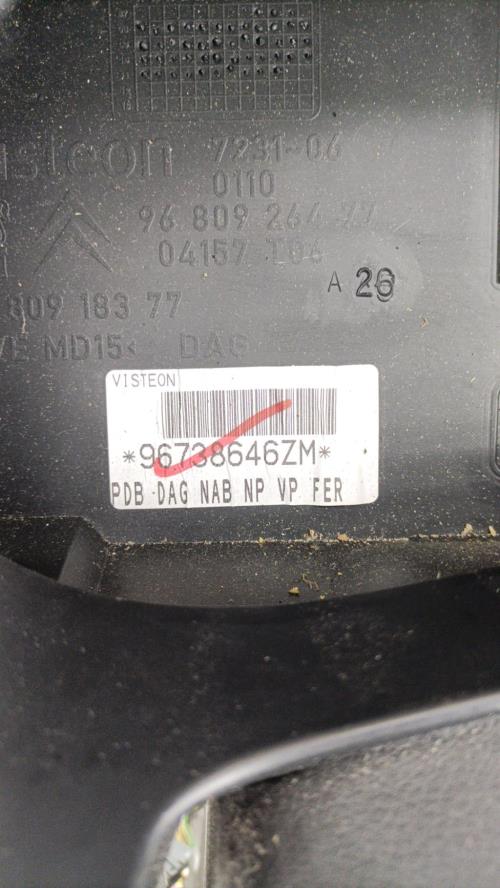 7231-06
0110
96 809 264 77
04157 T06
A 26
809 183 77
MD15< DAG
VISTEON
*96738646ZM*
PDB DAG NAB NP VP FER